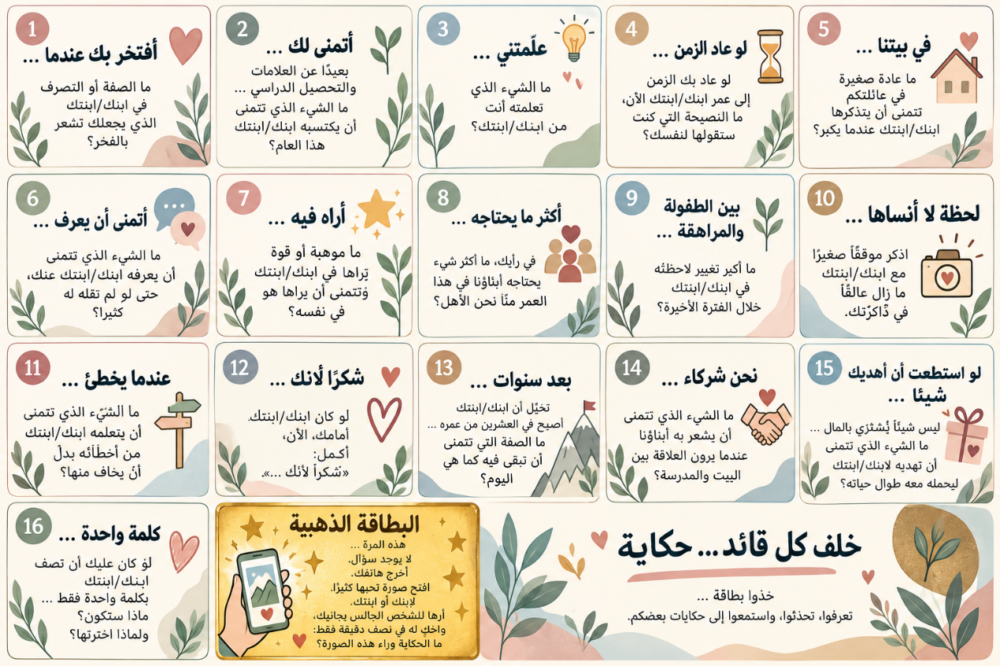 1
أفتخر بك عندما ...
ما الصفة أو التصرف
في ابنك/ابنتك
الذي يجعلك تشعر
بالفخر؟
2
أتمنى لك ...
بعيدًا عن العلامات
والتحصيل الدراسي ...
ما الشيء الذي تتمنى
أن يكتسبه ابنك/ابنتك
هذا العام؟
3
علّمتني ...
ما الشيء الذي
تعلمته أنت
من ابنك/ابنتك؟
4
لو عاد الزمن ...
لو عاد بك الزمن
إلى عمر ابنك/ابنتك الأن،
ما النصيحة التي كنت
ستقولها لنفسك؟
5
في بيتنا ...
ما عادة صغيرة
في عائلتكم
تتمنى أن يتذكرها
ابنك/ابنتك عندما يكبر؟
6
أتمنى أن يعرف ...
ما الشيء الذي تتمنى
أن يعرفه ابنك/ابنتك عنك،
حتى لو لم تقله له
كثيرا؟
7
أراه فيه ...
ما موهبة أو قوة
تراها في ابنك/ابنتك
وتتمنى أن يراها هو
في نفسه؟
8
أكثر ما يحتاجه ...
في رأيك، ما أكثر شيء
يحتاجه أبناؤنا في هذا
العمر منّا نحن الأهل؟
9
بين الطفولة
والمراهقة ...
ما أكبر تغيير لاحظتُه
في ابنك/ابنتك
خلال الفترة الأخيرة؟
10
لحظة لا أنساها ...
اذكر موقفًا صغيرًا
مع ابنك/ابنتك
ما زال عالقًا
في ذاكرتك.
11
عندما يخطئ ...
ما الشيء الذي تتمنى
أن يتعلمه ابنك/ابنتك
من أخطائه بدلَ
أنْ يخاف منها؟
12
شكرًا لأنك ...
لو كان ابنك/ابنتك
أمامك، الأن،
أكمل:
«شكراً لأنك ...».
13
بعد سنوات ...
تخيّل أن ابنك/ابنتك
أصبح في العشرين من عمره ...
ما الصفة التي تتمنى
أن تبقى فيه كما هي
اليوم؟
14
نحن شركاء ...
ما الشيء الذي تتمنى
أن يشعر به أبناؤنا
عندما يرون العلاقة بين
البيت والمدرسة؟
15
لو استطعت أن أهديك
شيئا ...
ليس شيئاً يُشترى بالمال ...
ما الشيء الذي تتمنى
أن تهديه لابنك/ابنتك
ليحمله معه طوال حياته؟
16
كلمة واحدة ...
لو كان عليك أن تصف
ابنك/ابنتك
بكلمة واحدة فقط ...
ماذا ستكون؟
ولماذا اخترتها؟
البطاقة الذهبية
هذه المرة ...
لا يوجد سؤال.
أخرج هاتفك.
افتح صورة تحبها كثيرًا.
لإبنك أو ابنتك.
أرها للشخص الجالس بجانبك،
واحكِ له في نصف دقيقة فقط:
ما الحكاية وراء هذه الصورة؟
خلف كل قائد... حكاية
خذوا بطاقة ...
تعرفوا، تحدثوا، واستمعوا إلى حكايات بعضكم.